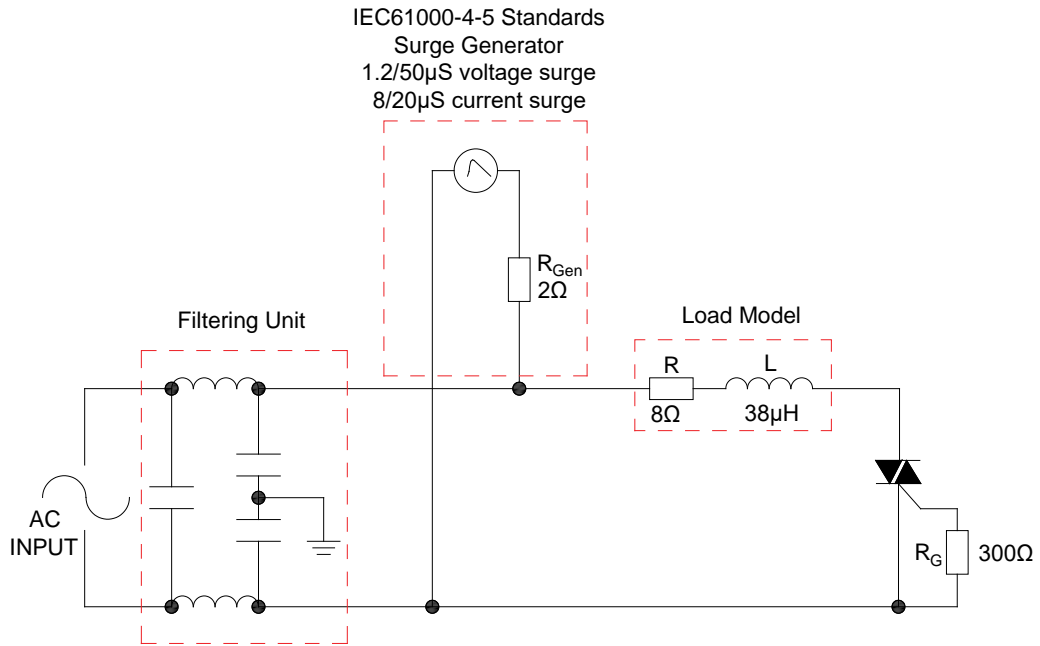 IEC61000-4-5 Standards
Surge Generator
1.2/50µS voltage surge
8/20µS current surge
RGen
2Ω
Filtering Unit
Load Model
R
L
8Ω
38µH
AC
INPUT
RG
300Ω